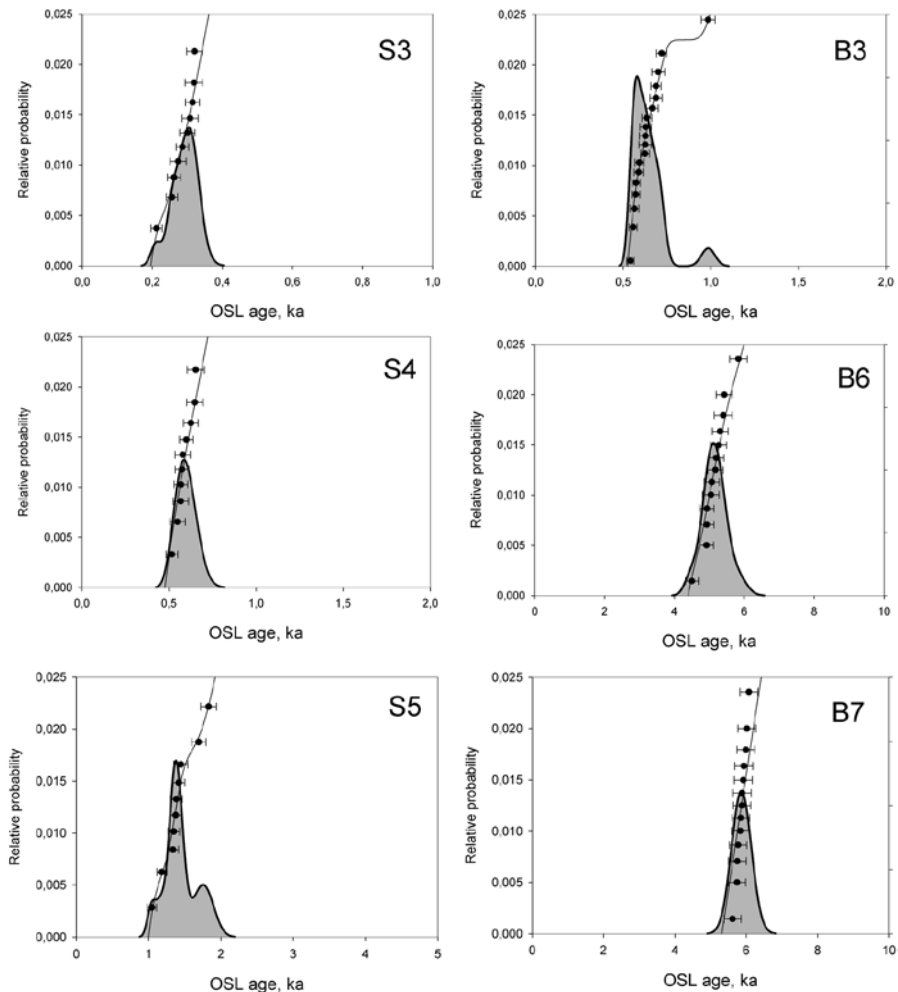 S3
0,025
0,020
0,015
0,010
0,005
0,000
Relative probability
0,0 0,2 0,4 0,6 0,8 1,0
OSL age, ka
B3
0,025
0,020
0,015
0,010
0,005
0,000
Relative probability
0,0 0,5 1,0 2,0
OSL age, ka
S4
0,025
0,020
0,015
0,010
0,005
0,000
Relative probability
0,0 0,5 1,0 1,5 2,0
OSL age, ka
B6
0,025
0,020
0,015
0,010
0,005
0,000
Relative probability
0 2 4 6 8 10
OSL age, ka
S5
0,025
0,020
0,015
0,010
0,005
0,000
Relative probability
0 1 2 3 4 5
OSL age, ka
B7
0,025
0,020
0,015
0,010
0,005
0,000
Relative probability
0 2 4 6 8 10
OSL age, ka